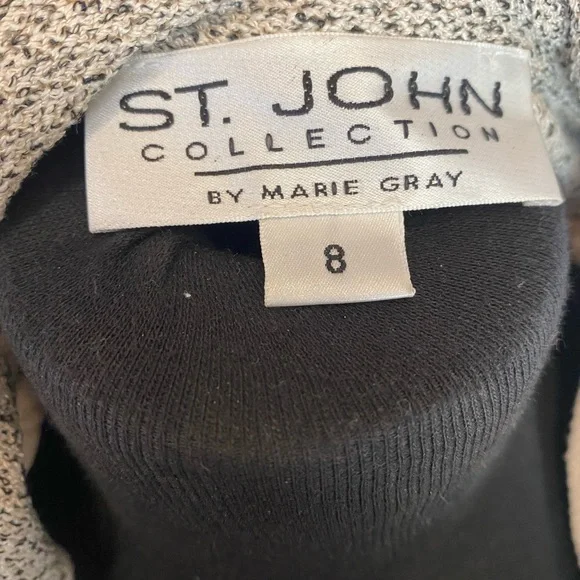 ST. JOHN
COLLECTION
BY MARIE GRAY
8